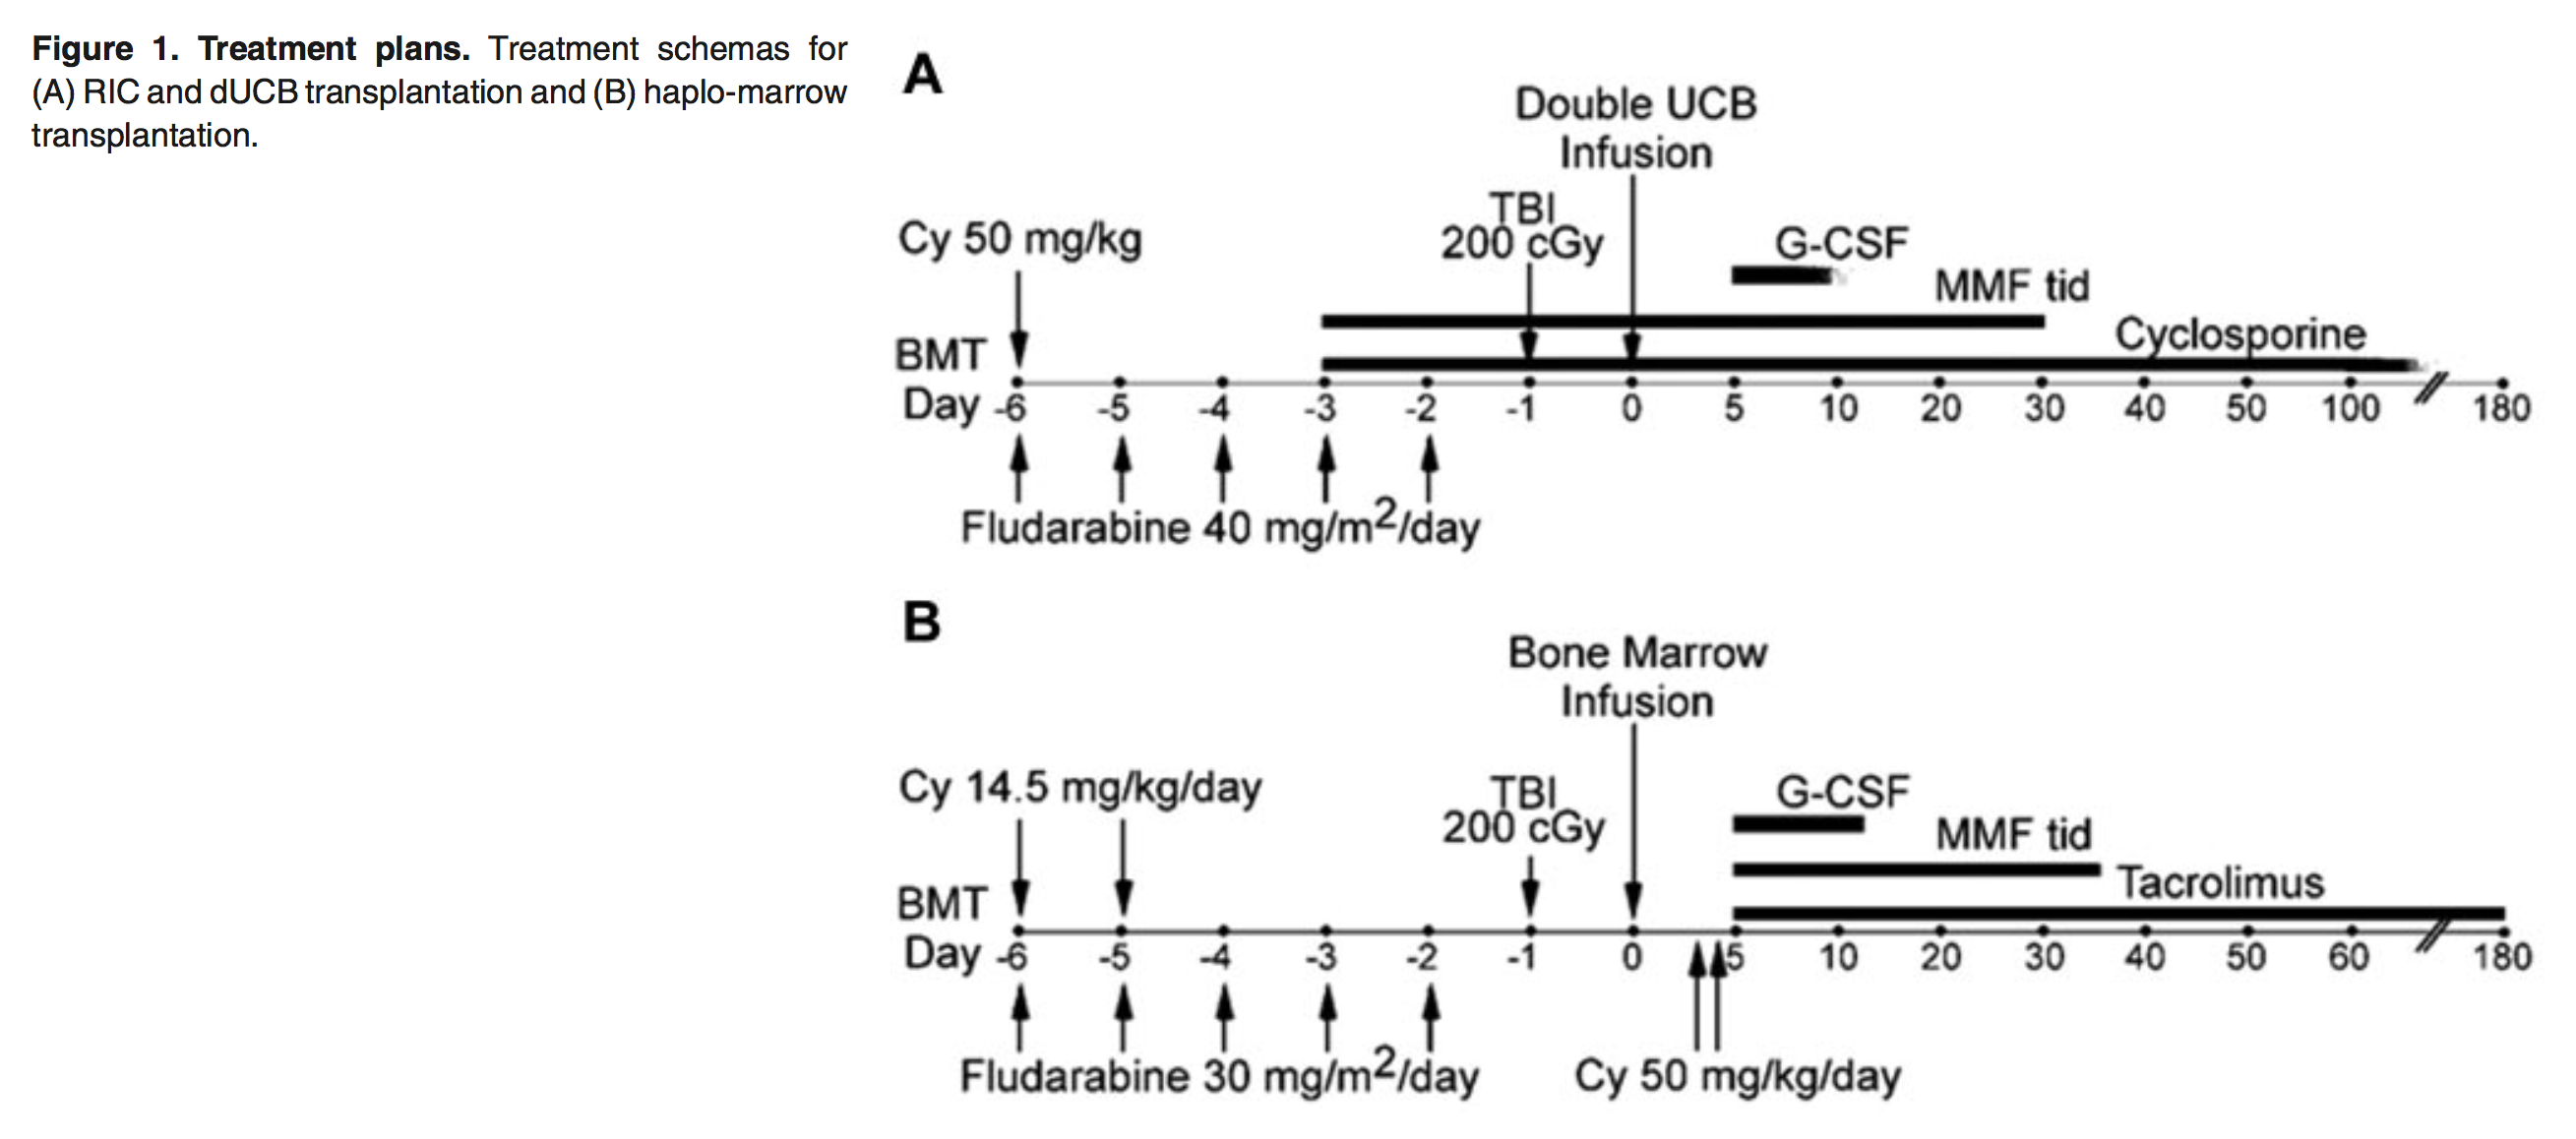 Figure 1. Treatment plans. Treatment schemas for
(A) RIC and dUCB transplantation and (B) haplo-marrow
transplantation.
A
Double UCB
Infusion
TBI
200 cGy
Cy 50 mg/kg
G-CSF
MMF tid
Cyclosporine
BMT
Day -6 -5 -4 -3 -2 -1 0 5 10 20 30 40 50 100 180
Fludarabine 40 mg/m²/day
B
Bone Marrow
Infusion
Cy 14.5 mg/kg/day
TBI
200 cGy
G-CSF
MMF tid
Tacrolimus
BMT
Day -6 -5 -4 -3 -2 -1 0 5 10 20 30 40 50 60 180
Fludarabine 30 mg/m²/day
Cy 50 mg/kg/day